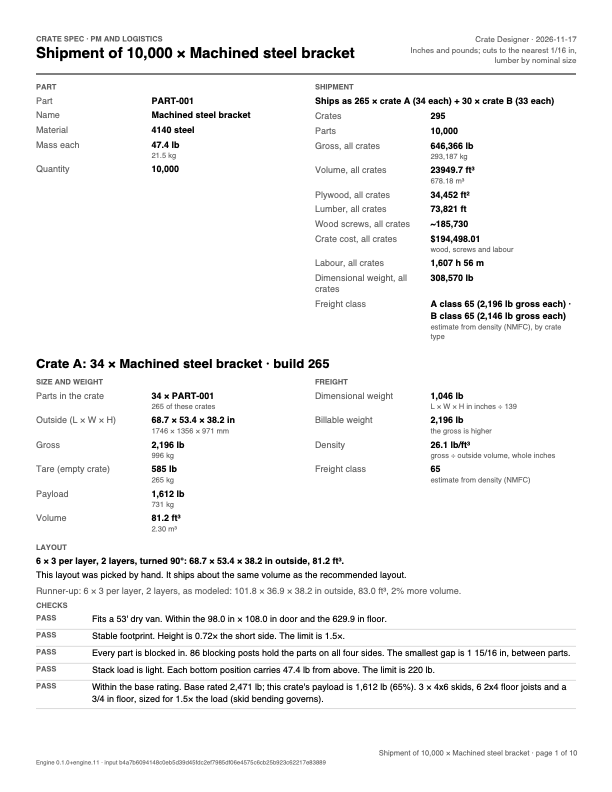 CRATE SPEC · PM AND LOGISTICS
Shipment of 10,000 × Machined steel bracket
Crate Designer · 2026-11-17
Inches and pounds; cuts to the nearest 1/16 in,
lumber by nominal size
PART
Part PART-001
Name Machined steel bracket
Material 4140 steel
Mass each 47.4 lb
21.5 kg
Quantity 10,000
SHIPMENT
Ships as 265 × crate A (34 each) + 30 × crate B (33 each)
Crates 295
Parts 10,000
Gross, all crates 646,366 lb
293,187 kg
Volume, all crates 23949.7 ft³
678.18 m³
Plywood, all crates 34,452 ft²
Lumber, all crates 73,821 ft
Wood screws, all crates ~185,730
Crate cost, all crates $194,498.01
wood, screws and labour
Labour, all crates 1,607 h 56 m
Dimensional weight, all 308,570 lb
crates
Freight class A class 65 (2,196 lb gross each) ·
B class 65 (2,146 lb gross each)
estimate from density (NMFC), by crate
type
Crate A: 34 × Machined steel bracket · build 265
SIZE AND WEIGHT
Parts in the crate 34 × PART-001
265 of these crates
Outside (L × W × H) 68.7 × 53.4 × 38.2 in
1746 × 1356 × 971 mm
Gross 2,196 lb
996 kg
Tare (empty crate) 585 lb
265 kg
Payload 1,612 lb
731 kg
Volume 81.2 ft³
2.30 m³
FREIGHT
Dimensional weight 1,046 lb
L × W × H in inches ÷ 139
Billable weight 2,196 lb
the gross is higher
Density 26.1 lb/ft³
gross ÷ outside volume, whole inches
Freight class 65
estimate from density (NMFC)
LAYOUT
6 × 3 per layer, 2 layers, turned 90°: 68.7 × 53.4 × 38.2 in outside, 81.2 ft³.
This layout was picked by hand. It ships about the same volume as the recommended layout.
Runner-up: 6 × 3 per layer, 2 layers, as modeled: 101.8 × 36.9 × 38.2 in outside, 83.0 ft³, 2% more volume.
CHECKS
PASS Fits a 53' dry van. Within the 98.0 in × 108.0 in door and the 629.9 in floor.
PASS Stable footprint. Height is 0.72× the short side. The limit is 1.5×.
PASS Every part is blocked in. 86 blocking posts hold the parts on all four sides. The smallest gap is 1 15/16 in, between parts.
PASS Stack load is light. Each bottom position carries 47.4 lb from above. The limit is 220 lb.
PASS Within the base rating. Base rated 2,471 lb; this crate's payload is 1,612 lb (65%). 3 × 4x6 skids, 6 2x4 floor joists and a
3/4 in floor, sized for 1.5× the load (skid bending governs).
Shipment of 10,000 × Machined steel bracket · page 1 of 10